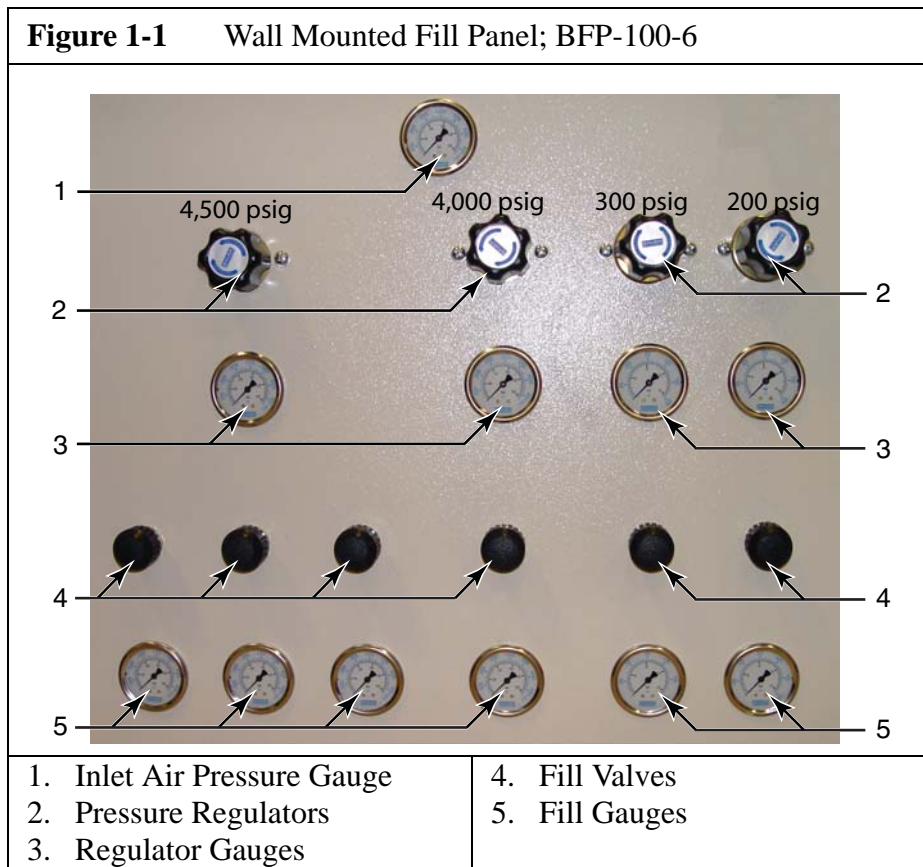 Figure 1-1 Wall Mounted Fill Panel; BFP-100-6
1
4,500 psig 4,000 psig 300 psig 200 psig
2 2
3 3
4 4
5 5
1. Inlet Air Pressure Gauge
2. Pressure Regulators
3. Regulator Gauges
4. Fill Valves
5. Fill Gauges